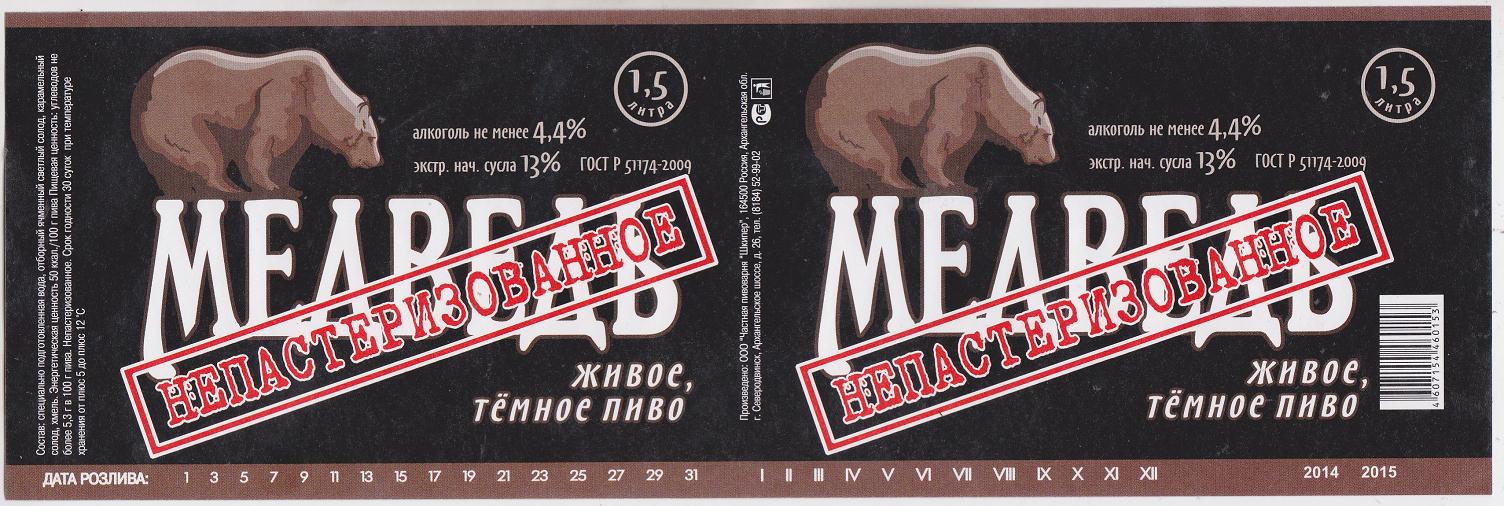 Состав: специально подготовленная вода, отборный ячменный светлый солод, карамельный
солод, хмель. Энергетическая ценность 50 ккал./100 г пива Пищевая ценность: углеводов не
более 5,3 г в 100 г пива. Непастеризованное. Срок годности 30 суток при температуре
хранения от плюс 5 до плюс 12 °С
1,5
литра
алкоголь не менее 4,4%
экстр. нач. сусла 13% ГОСТ Р 51174-2009
МЕДВЕДЬ
НЕПАСТЕРИЗОВАННОЕ
живое,
тёмное пиво
Произведено: ООО "Частная пивоварня "Шкипер", 164500 Россия, Архангельская обл.
г. Северодвинск, Архангельское шоссе, д. 26, тел. (8184) 52-99-02
1,5
литра
алкоголь не менее 4,4%
экстр. нач. сусла 13% ГОСТ Р 51174-2009
МЕДВЕДЬ
НЕПАСТЕРИЗОВАННОЕ
живое,
тёмное пиво
4 607154 460153
ДАТА РОЗЛИВА: 1 3 5 7 9 11 13 15 17 19 21 23 25 27 29 31 I II III IV V VI VII VIII IX X XI XII 2014 2015